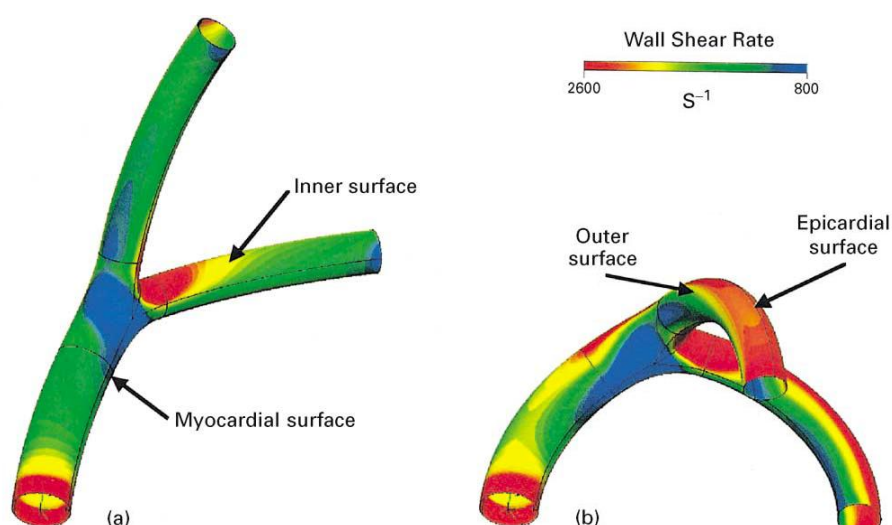 Wall Shear Rate
2600
800
S⁻¹
Inner surface
Outer
surface
Epicardial
surface
Myocardial surface
(a)
(b)